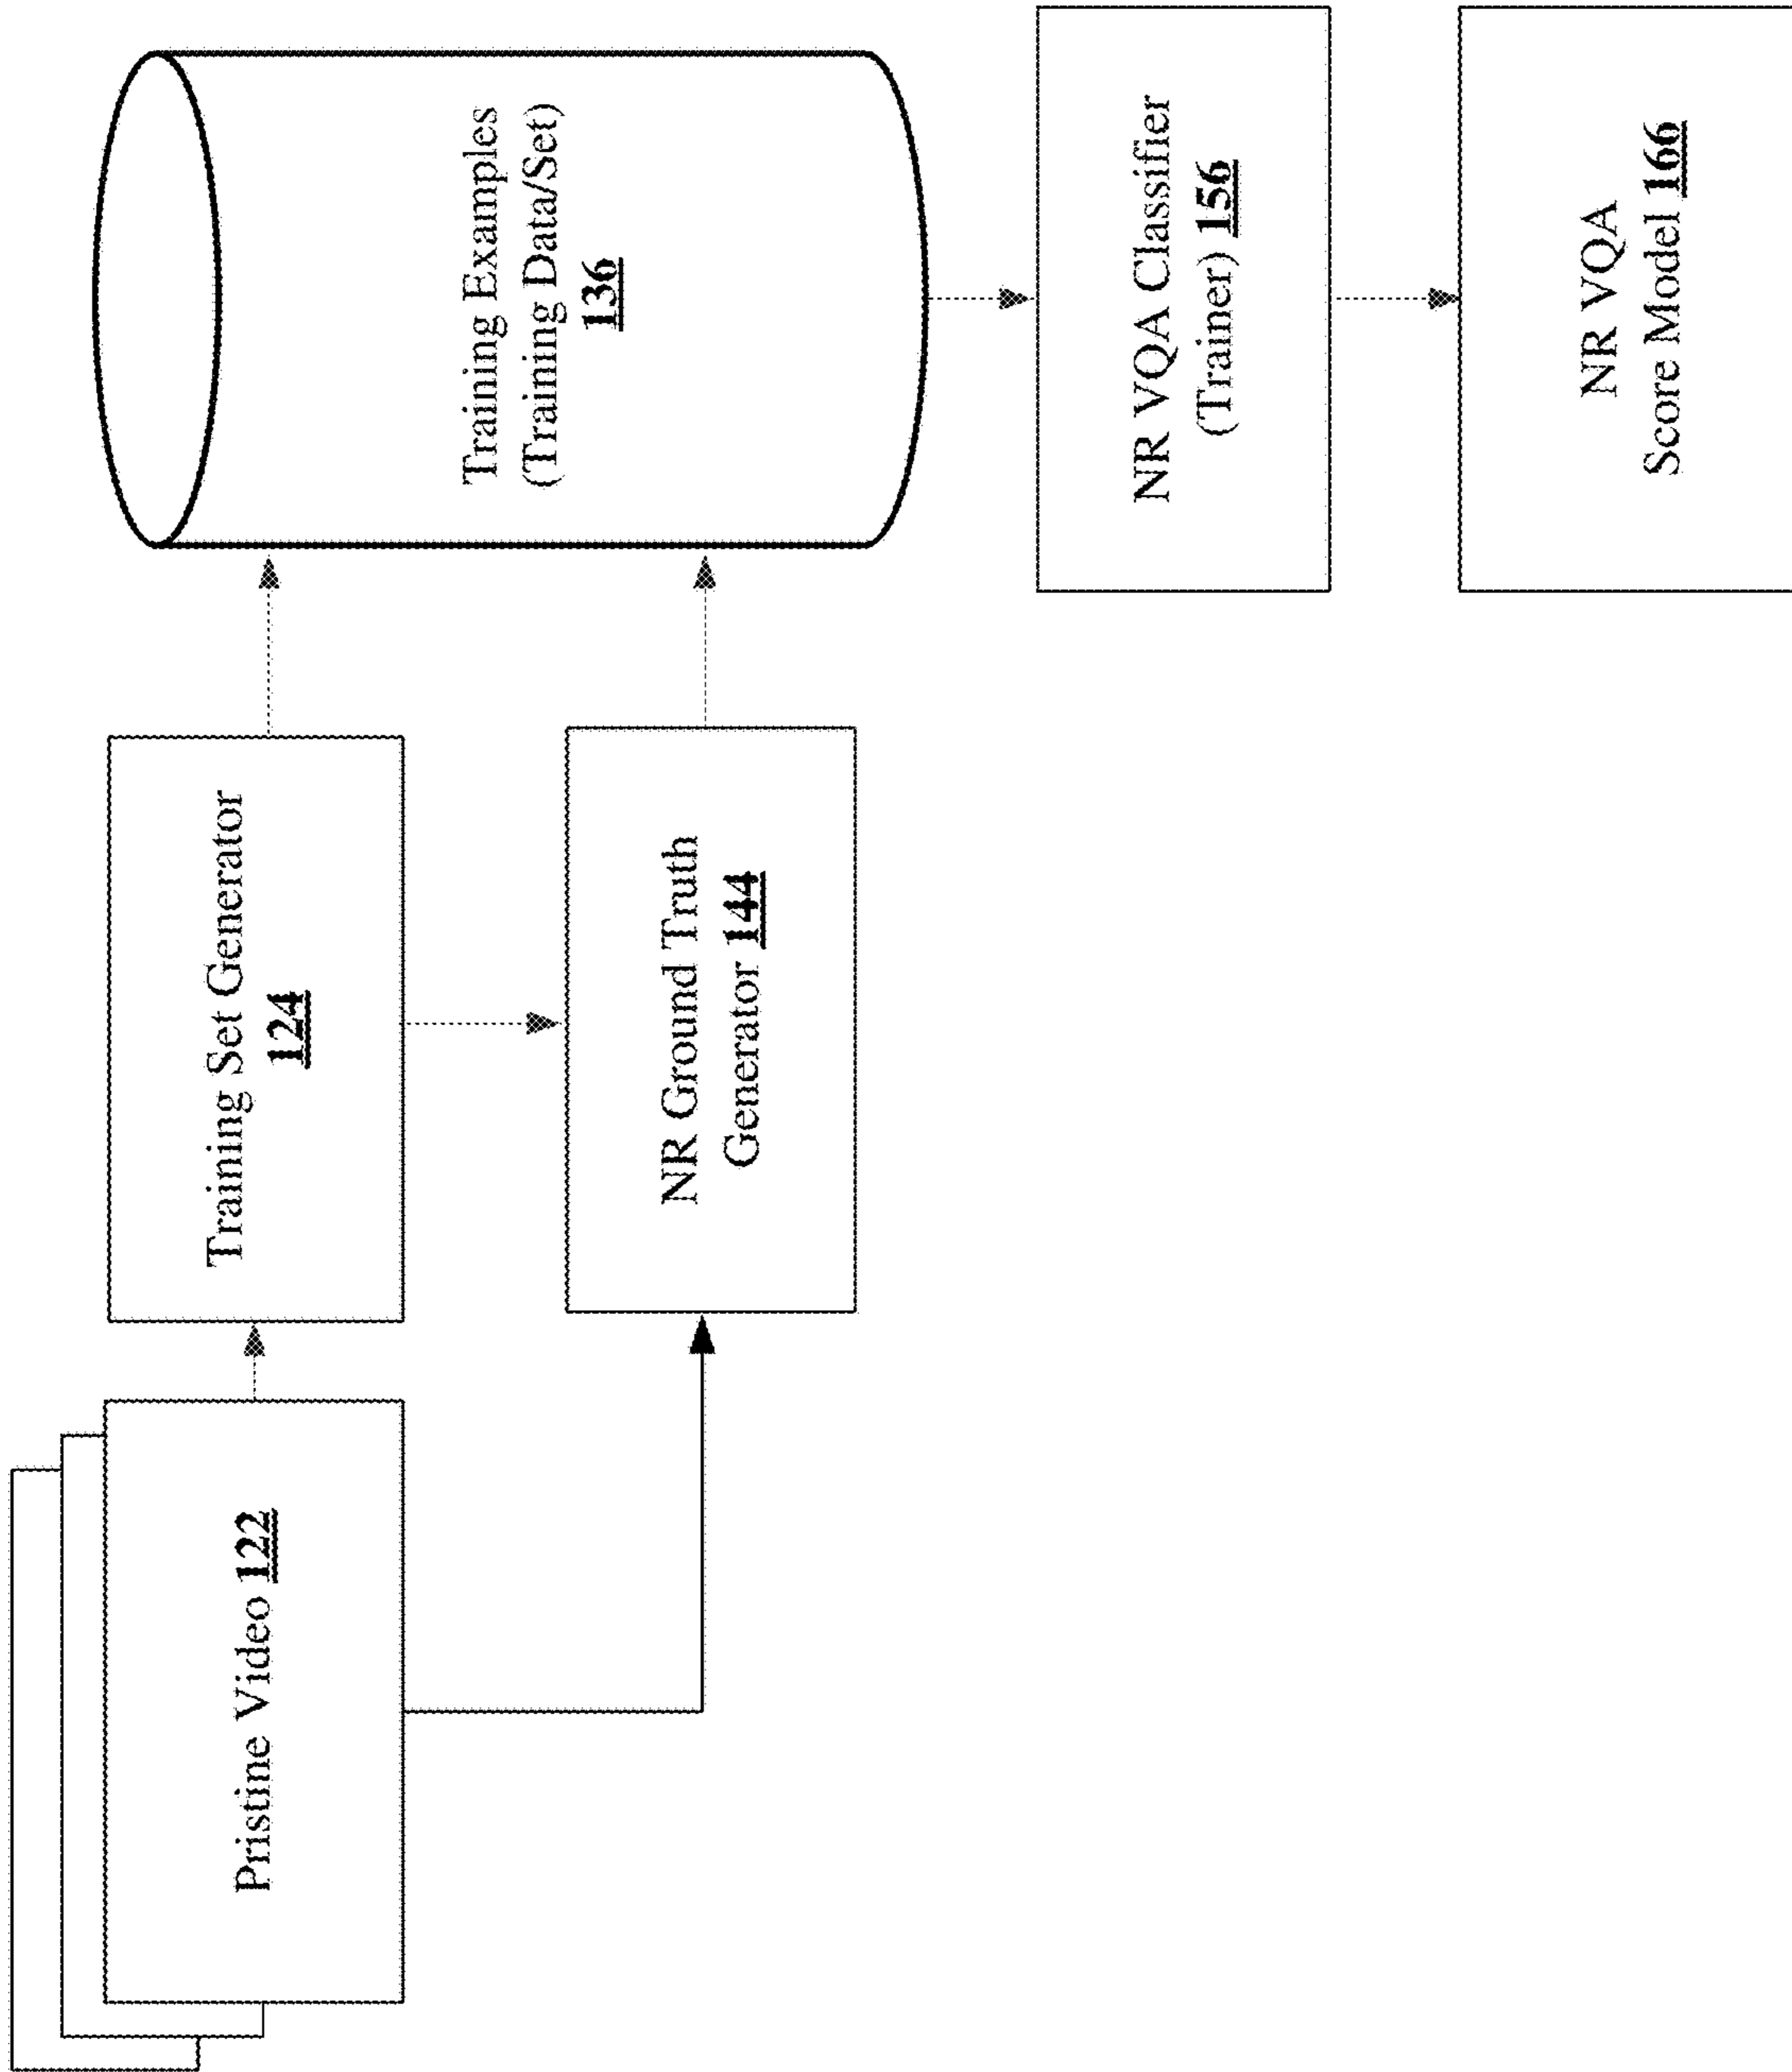 Pristine Video 122
Training Set Generator
124
NR Ground Truth
Generator 144
Training Examples
(Training Data/Set)
136
NR VQA Classifier
(Trainer) 156
NR VQA
Score Model 166